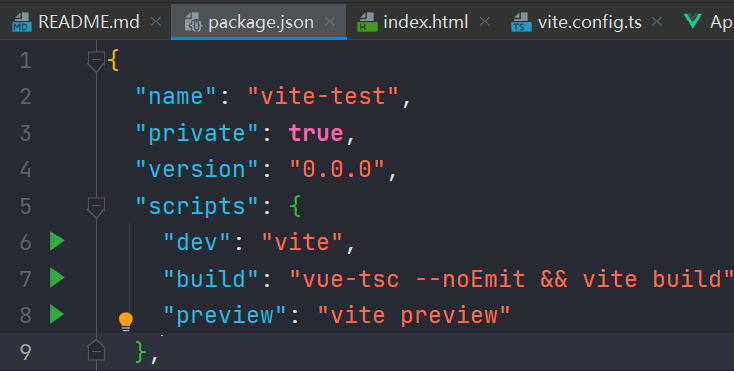 README.md package.json index.html vite.config.ts Ap
1 {
2 "name": "vite-test",
3 "private": true,
4 "version": "0.0.0",
5 "scripts": {
6 "dev": "vite",
7 "build": "vue-tsc --noEmit && vite build"
8 "preview": "vite preview"
9 },